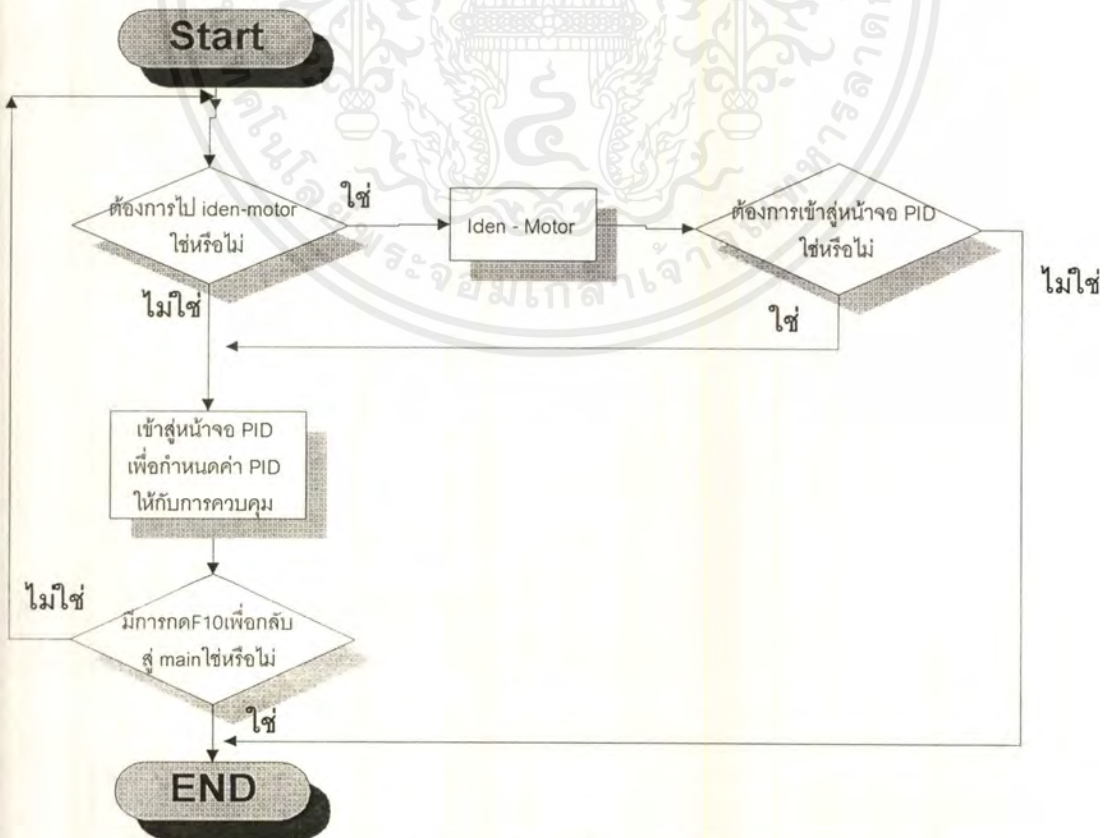 Start
ต้องการไป iden-motor
ใช่หรือไม่
ใช่
Iden - Motor
ต้องการเข้าสู่หน้าจอ PID
ใช่หรือไม่
ไม่ใช่
ไม่ใช่
ใช่
เข้าสู่หน้าจอ PID
เพื่อกำหนดค่า PID
ให้กับการควบคุม
ไม่ใช่
มีการกดF10เพื่อกลับ
สู่ mainใช่หรือไม่
ใช่
END